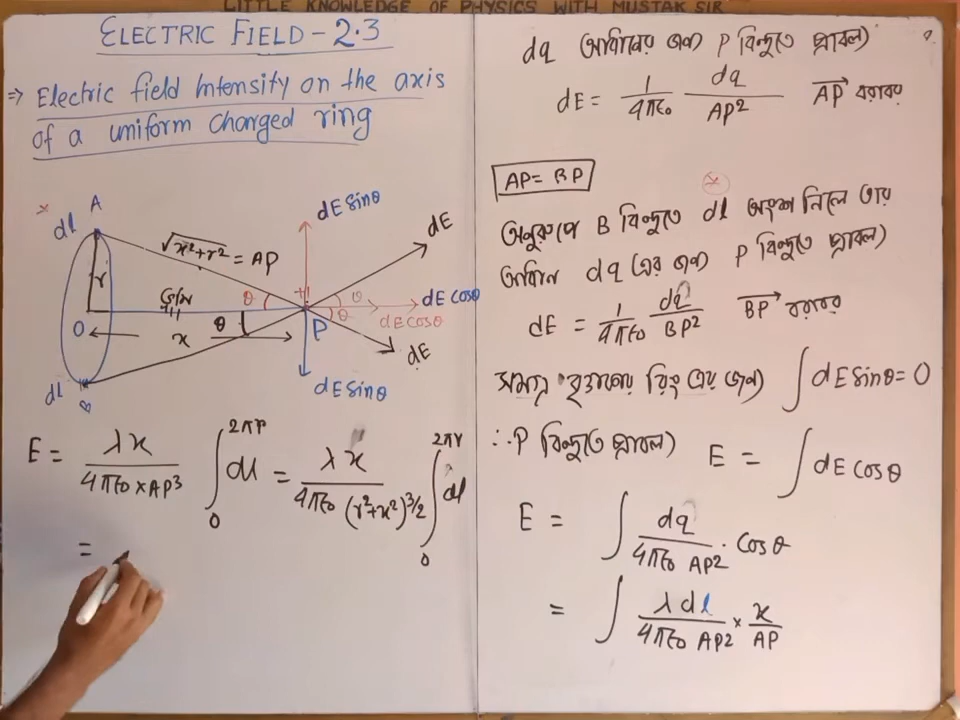 LITTLE KNOWLEDGE OF PHYSICS WITH MUSTAK SIR
ELECTRIC FIELD - 2.3
⇒ Electric field Intensity on the axis
of a uniform charged ring
dl A
√x²+r² = AP
r
O
x
θ θ
P
dE sinθ
dE
θ
dE cosθ
dE cosθ
θ
dE
dE sinθ
dl
B
E = λx / 4πε₀ × AP³ ∫₀^2πr dl = λx / 4πε₀ (r²+x²)^3/2 ∫₀^2πr dl
=
dq আধানের জন্য P বিন্দুতে প্রাবল্য
dE = 1/4πε₀ dq/AP² AP→ বরাবর
AP = BP
অনুরূপে B বিন্দুতে dl অংশ নিলে তার
আধান dq এর জন্য P বিন্দুতে প্রাবল্য
dE = 1/4πε₀ dq/BP² BP→ বরাবর
সমগ্র বৃত্তাকার রিং এর জন্য ∫ dE sinθ = 0
∴ P বিন্দুতে প্রাবল্য E = ∫ dE cosθ
E = ∫ dq / 4πε₀ AP² · cosθ
= ∫ λ dl / 4πε₀ AP² × x/AP